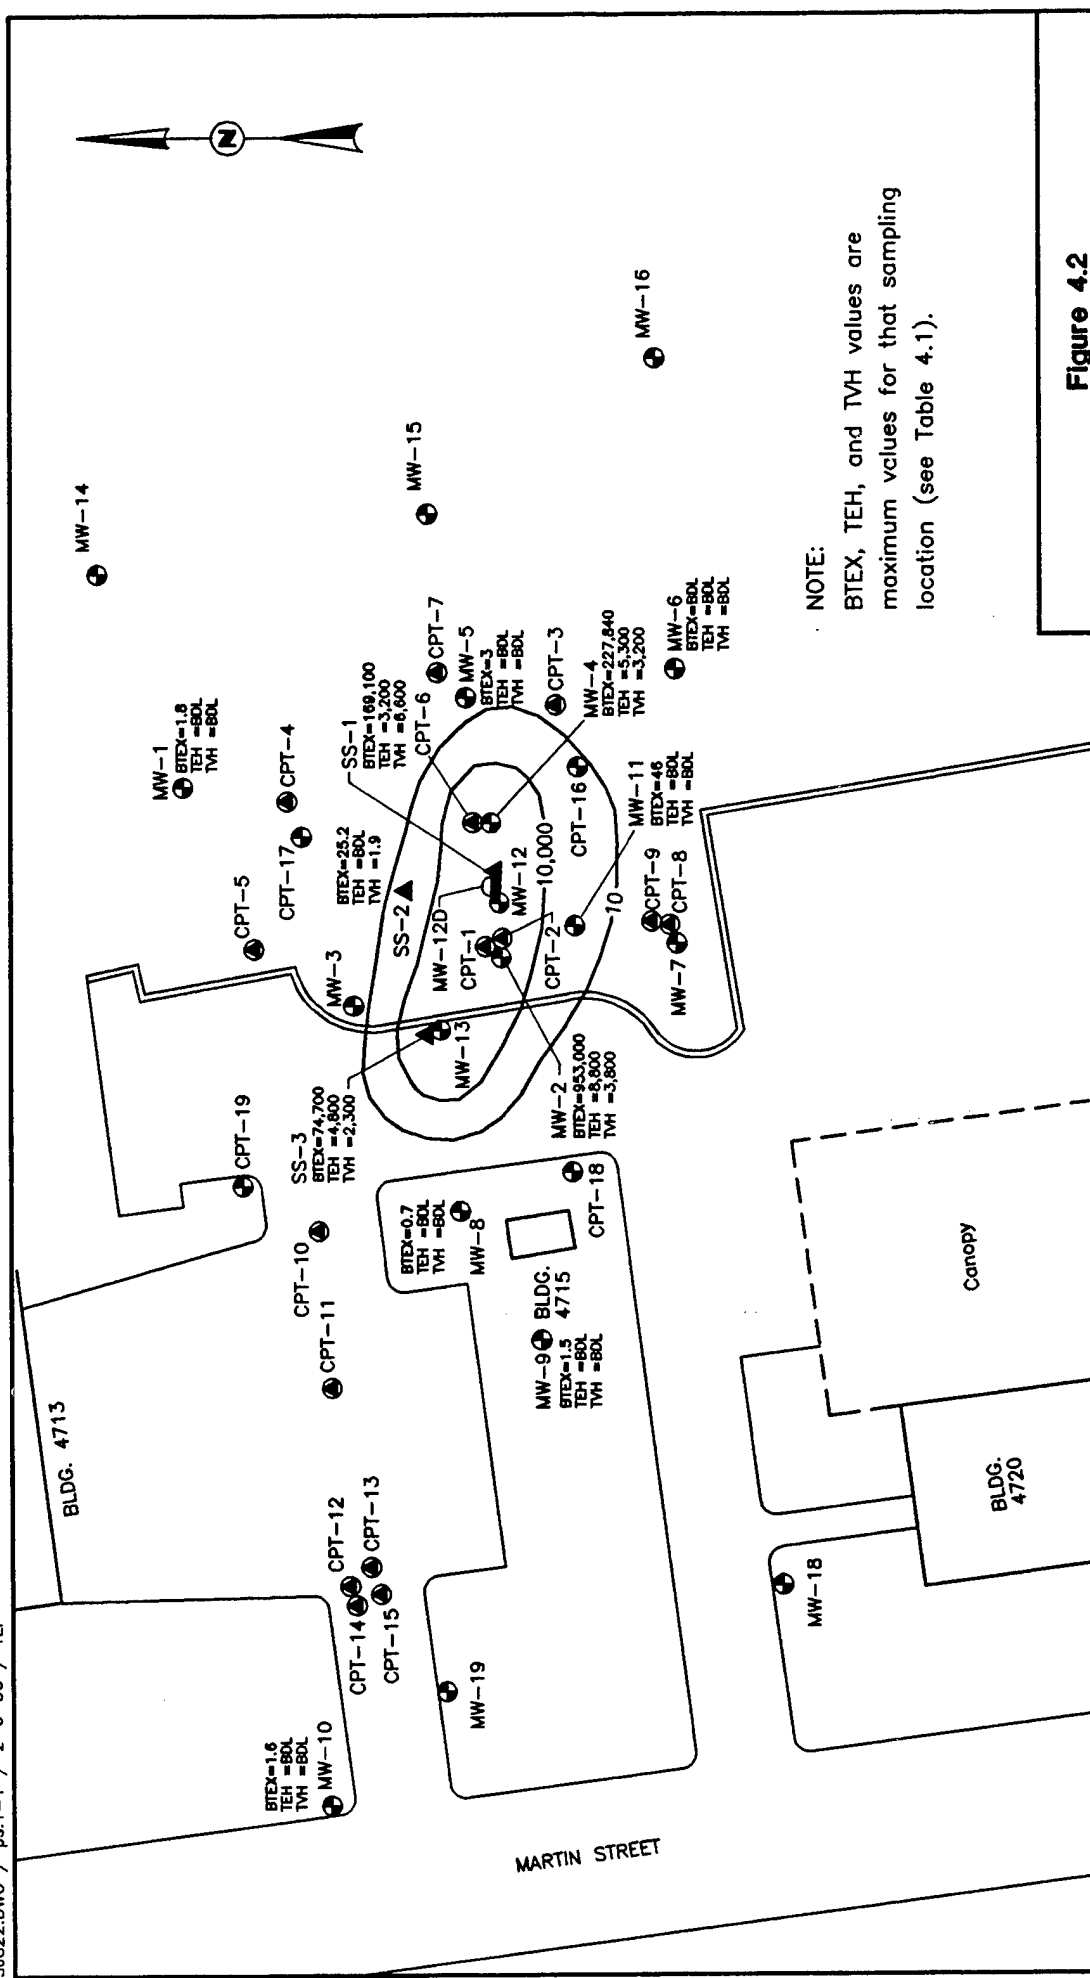 N
MW-14
MW-1
BTEX=1.8
TEH =BDL
TVH =BDL
CPT-5
CPT-17
CPT-4
MW-15
MW-16
BTEX=25.2
TEH =BDL
TVH =1.9
SS-2
SS-1
BTEX=169,100
TEH =3,200
TVH =6,600
CPT-6
CPT-7
MW-5
BTEX=3
TEH =BDL
TVH =BDL
CPT-3
MW-4
BTEX=227,840
TEH =5,300
TVH =3,200
MW-6
BTEX=BDL
TEH =BDL
TVH =BDL
MW-3
MW-12D
MW-12
CPT-1
CPT-2
10,000
CPT-16
10
MW-11
BTEX=46
TEH =BDL
TVH =BDL
CPT-9
CPT-8
MW-7
MW-13
SS-3
BTEX=74,700
TEH =4,800
TVH =2,300
MW-2
BTEX=953,000
TEH =8,800
TVH =3,800
CPT-19
CPT-10
CPT-11
BTEX=0.7
TEH =BDL
TVH =BDL
MW-8
CPT-18
BLDG.
4715
MW-9
BTEX=1.5
TEH =BDL
TVH =BDL
BLDG. 4713
CPT-12
CPT-13
CPT-14
CPT-15
BTEX=1.6
TEH =BDL
TVH =BDL
MW-10
MW-19
MW-18
MARTIN STREET
Canopy
BLDG.
4720
NOTE:
BTEX, TEH, and TVH values are
maximum values for that sampling
location (see Table 4.1).
Figure 4.2